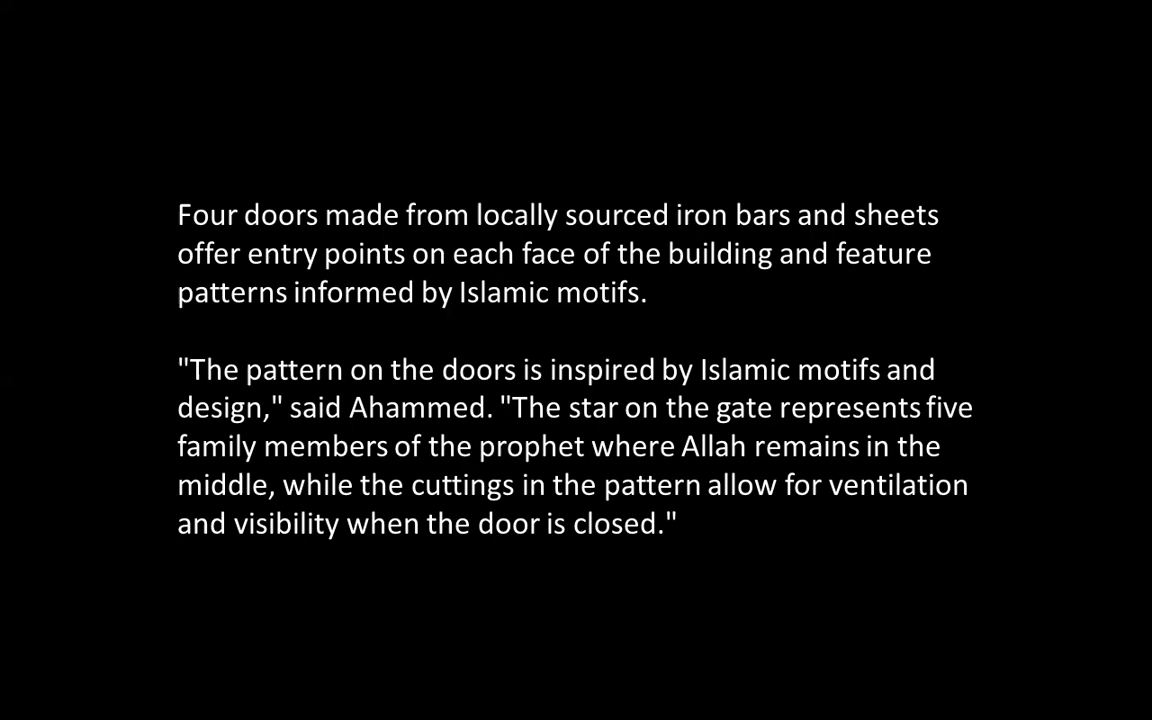 Four doors made from locally sourced iron bars and sheets
offer entry points on each face of the building and feature
patterns informed by Islamic motifs.
"The pattern on the doors is inspired by Islamic motifs and
design," said Ahammed. "The star on the gate represents five
family members of the prophet where Allah remains in the
middle, while the cuttings in the pattern allow for ventilation
and visibility when the door is closed."